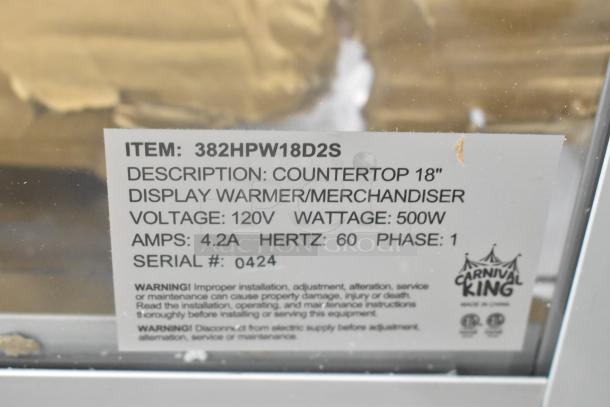 ITEM: 382HPW18D2S
DESCRIPTION: COUNTERTOP 18"
DISPLAY WARMER/MERCHANDISER
VOLTAGE: 120V WATTAGE: 500W
AMPS: 4.2A HERTZ: 60 PHASE: 1
SERIAL #: 0424
WARNING! Improper installation, adjustment, alteration, service
or maintenance can cause property damage, injury or death.
Read the installation, operating, and maintenance instructions
thoroughly before installing or servicing this equipment.
WARNING! Disconnect from electric supply before adjustment,
alternation, service or maintenance.
CARNIVAL
KING
MADE IN CHINA